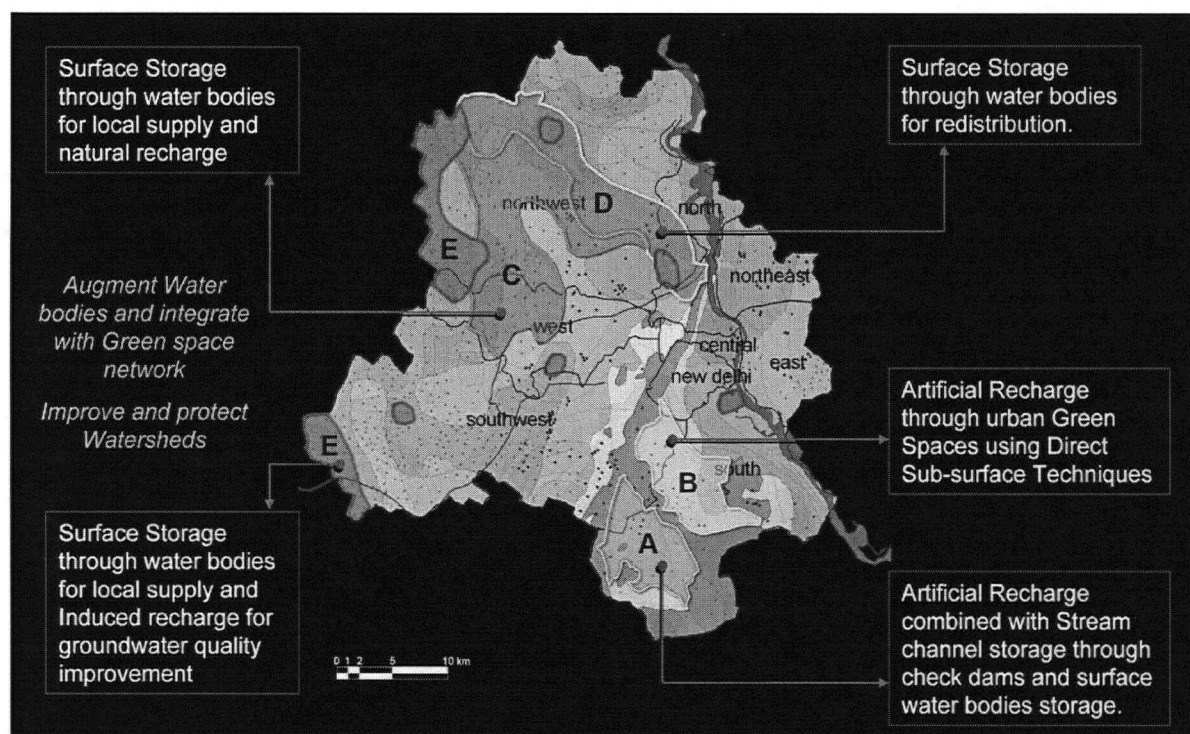 Surface Storage
through water bodies
for local supply and
natural recharge
Augment Water
bodies and integrate
with Green space
network
Improve and protect
Watersheds
Surface Storage
through water bodies
for local supply and
Induced recharge for
groundwater quality
improvement
northwest
D
north
E
C
northeast
west
central
new delhi
east
southwest
E
south
B
A
0 1 2 5 10 km
Surface Storage
through water bodies
for redistribution.
Artificial Recharge
through urban Green
Spaces using Direct
Sub-surface Techniques
Artificial Recharge
combined with Stream
channel storage through
check dams and surface
water bodies storage.